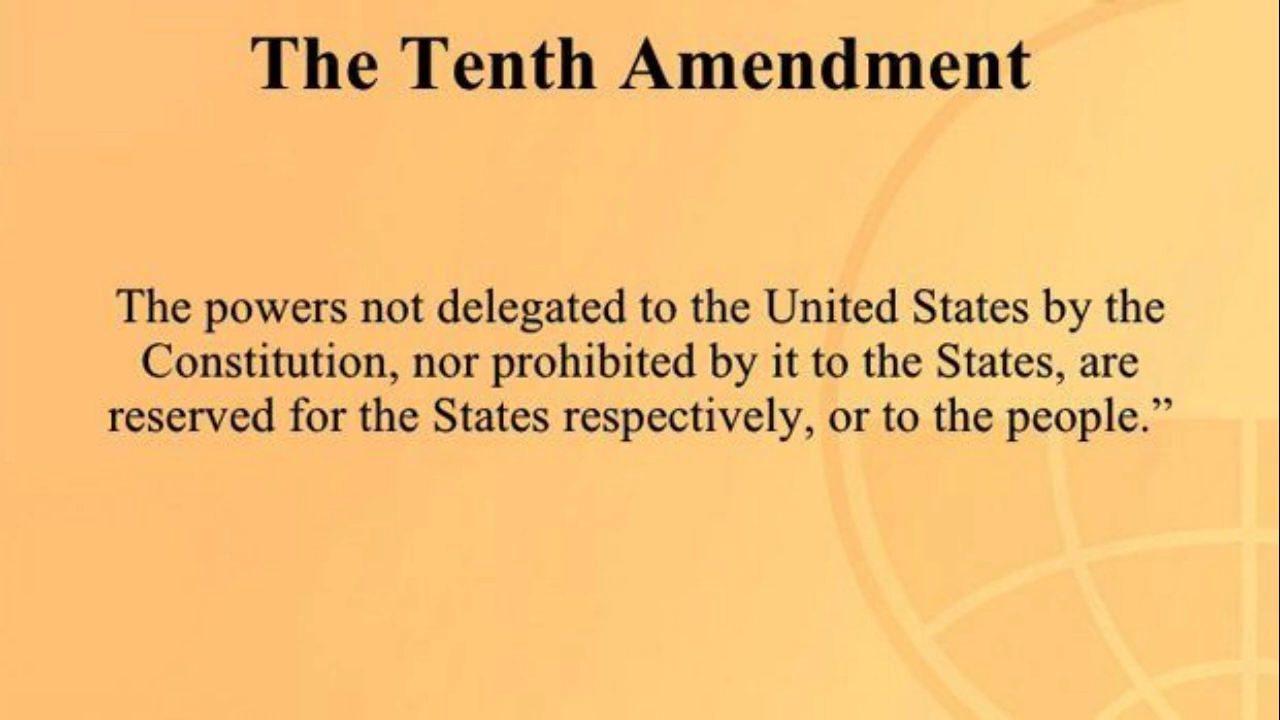 The Tenth Amendment
The powers not delegated to the United States by the
Constitution, nor prohibited by it to the States, are
reserved for the States respectively, or to the people.”